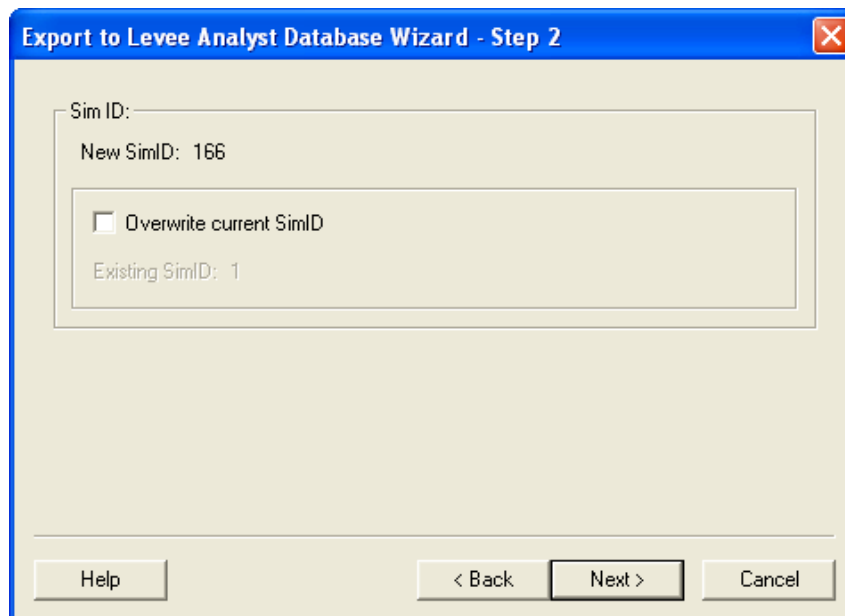 Export to Levee Analyst Database Wizard - Step 2
Sim ID:
New SimID: 166
Overwrite current SimID
Existing SimID: 1
Help
< Back
Next >
Cancel